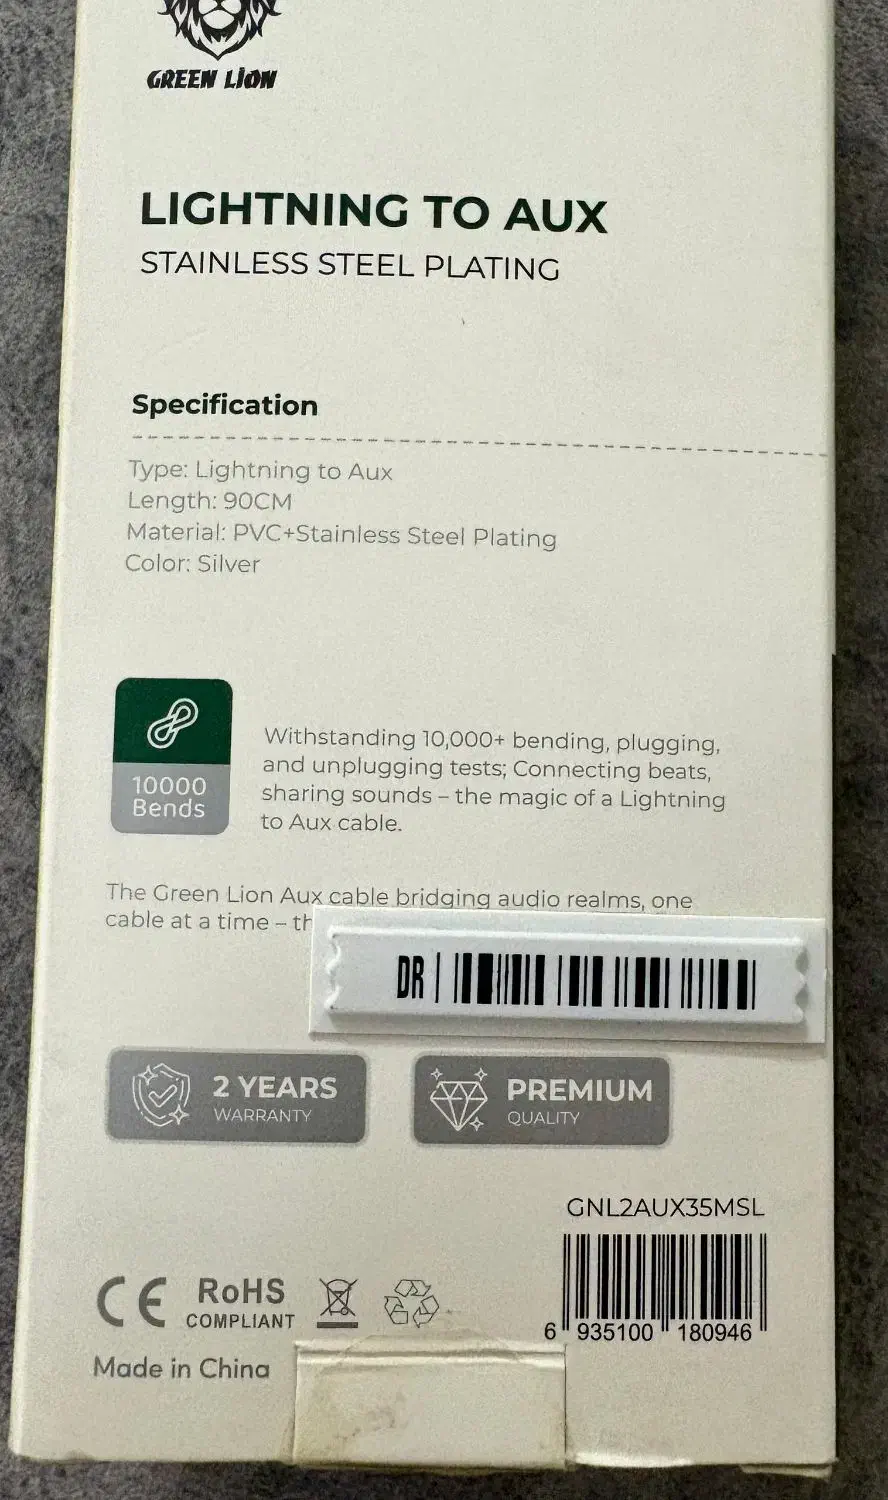 GREEN LION
LIGHTNING TO AUX
STAINLESS STEEL PLATING
Specification
Type: Lightning to Aux
Length: 90CM
Material: PVC+Stainless Steel Plating
Color: Silver
10000
Bends
Withstanding 10,000+ bending, plugging,
and unplugging tests; Connecting beats,
sharing sounds – the magic of a Lightning
to Aux cable.
The Green Lion Aux cable bridging audio realms, one
cable at a time – th
DR
2 YEARS
WARRANTY
PREMIUM
QUALITY
GNL2AUX35MSL
6 935100 180946
CE RoHS
COMPLIANT
Made in China